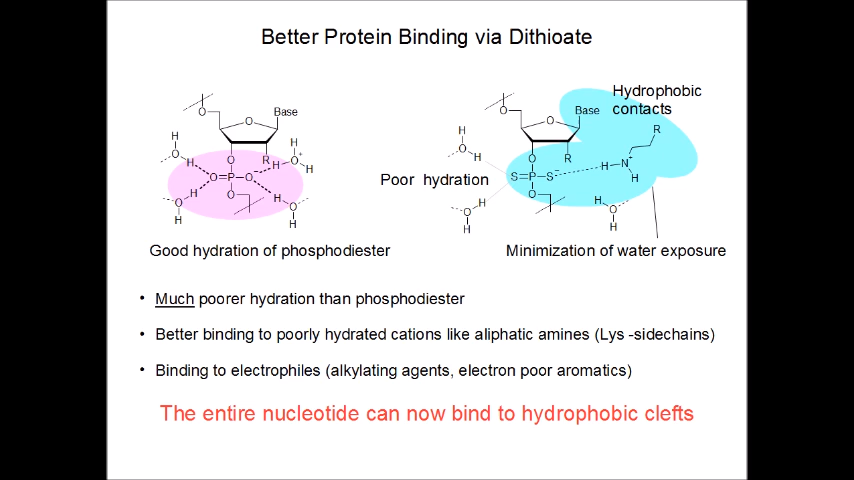 Better Protein Binding via Dithioate
Hydrophobic
contacts
Base
Base
O
O
O
O
R
H
H
O
H
O
R
H
O
H
+
H
O
R
H
N
+
H
O=P-O
-
S=P-S
-
Poor hydration
O
H
H
O
H
O
H
O
H
H
O
H
O
H
O
H
Good hydration of phosphodiester
Minimization of water exposure
• Much poorer hydration than phosphodiester
• Better binding to poorly hydrated cations like aliphatic amines (Lys -sidechains)
• Binding to electrophiles (alkylating agents, electron poor aromatics)
The entire nucleotide can now bind to hydrophobic clefts